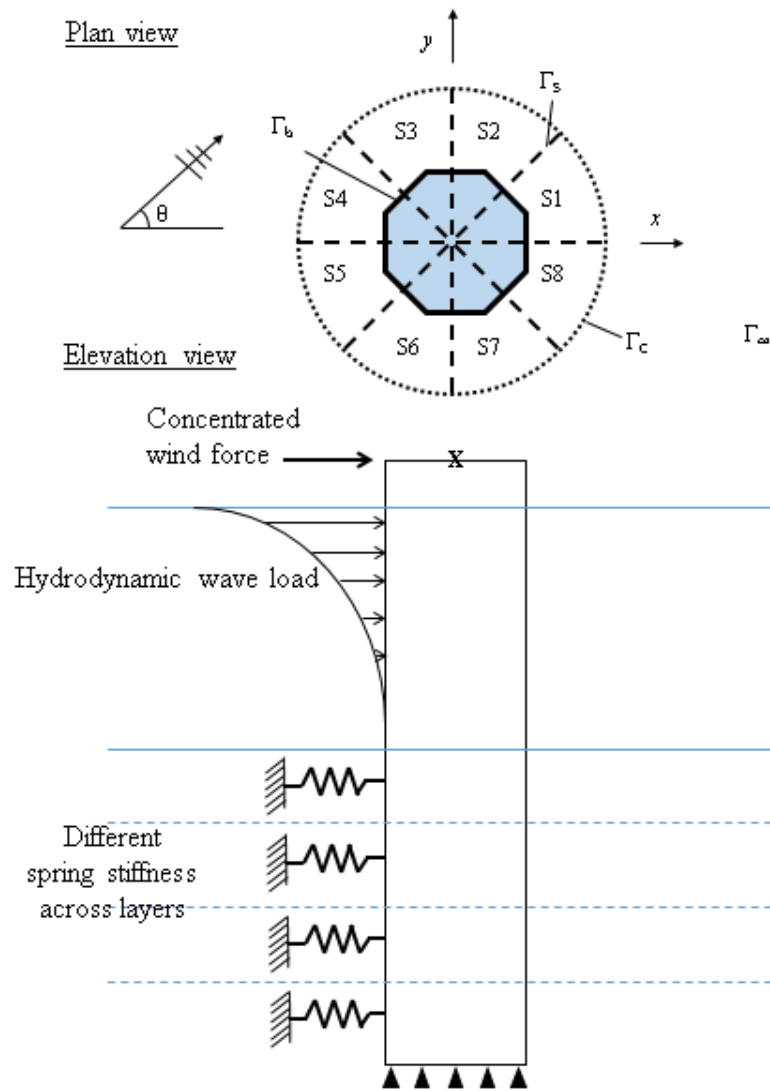 Plan view
y
Γs
Γb
S3
S2
S4
S1
θ
x
S5
S8
S6
S7
Γc
Γ∞
Elevation view
Concentrated
wind force
X
Hydrodynamic wave load
Different
spring stiffness
across layers